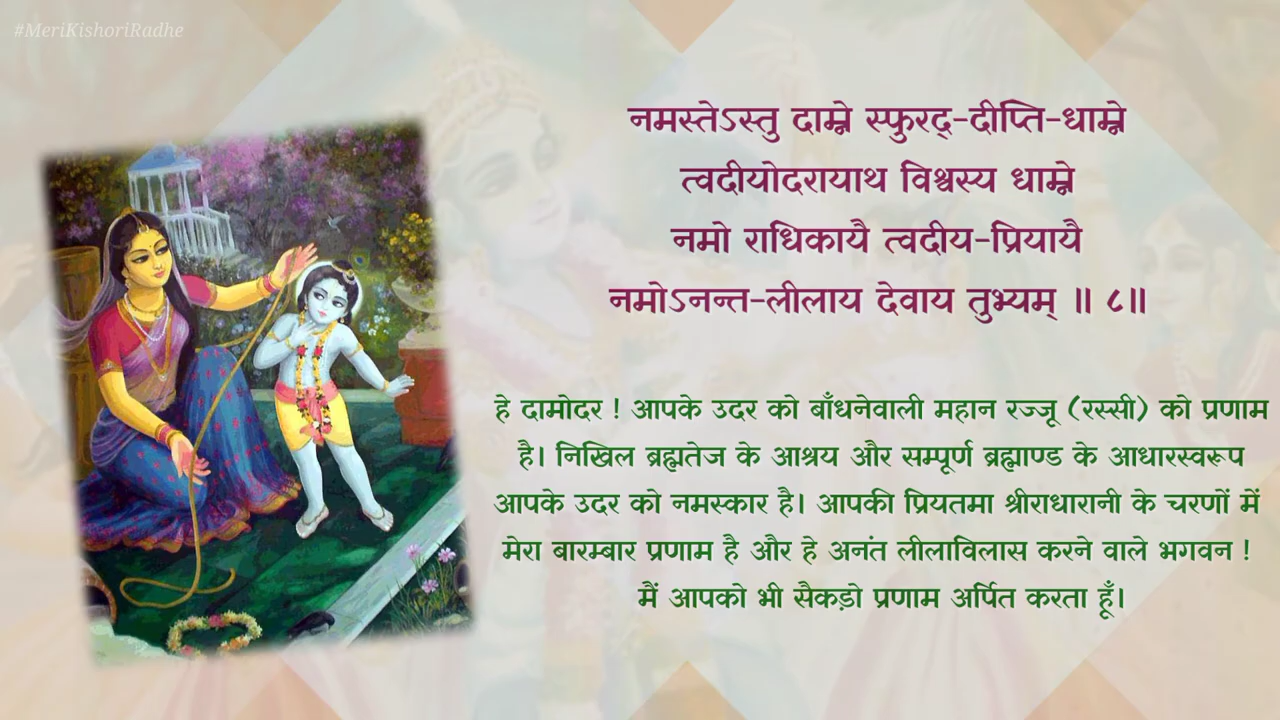 #MeriKishoriRadhe
नमस्तेऽस्तु दाम्ने स्फुरद्-दीप्ति-धाम्ने
त्वदीयोदरायाथ विश्वस्य धाम्ने
नमो राधिकायै त्वदीय-प्रियायै
नमोऽनन्त-लीलाय देवाय तुभ्यम् ॥ ८॥
हे दामोदर ! आपके उदर को बाँधनेवाली महान रज्जू (रस्सी) को प्रणाम
है। निखिल ब्रह्मतेज के आश्रय और सम्पूर्ण ब्रह्माण्ड के आधारस्वरूप
आपके उदर को नमस्कार है। आपकी प्रियतमा श्रीराधारानी के चरणों में
मेरा बारम्बार प्रणाम है और हे अनंत लीलाविलास करने वाले भगवन !
मैं आपको भी सैकड़ो प्रणाम अर्पित करता हूँ।